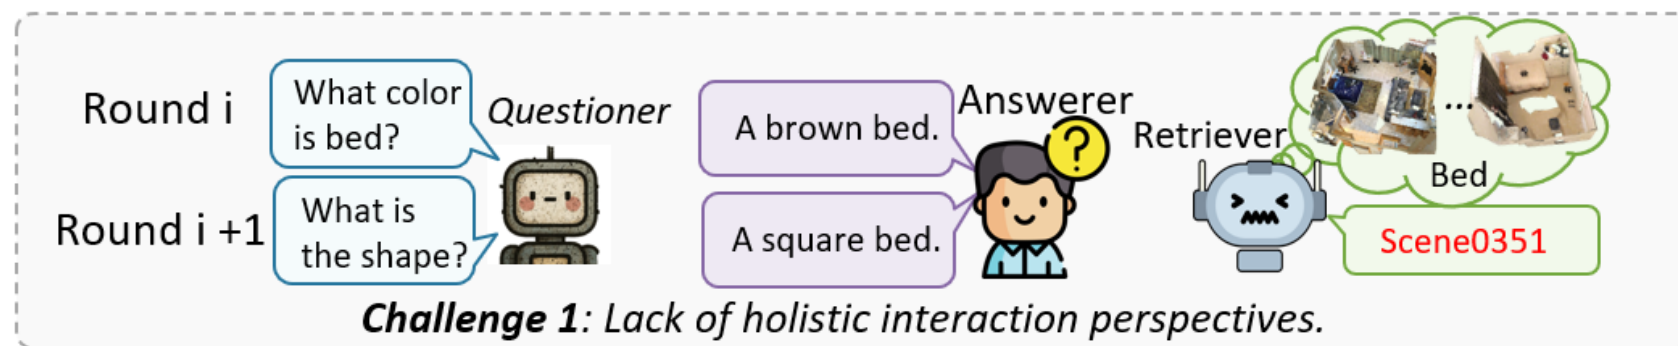 Round i
What color
is bed?
Questioner
A brown bed.
Answerer
?
Retriever
...
Bed
Round i +1
What is
the shape?
A square bed.
Scene0351
Challenge 1: Lack of holistic interaction perspectives.